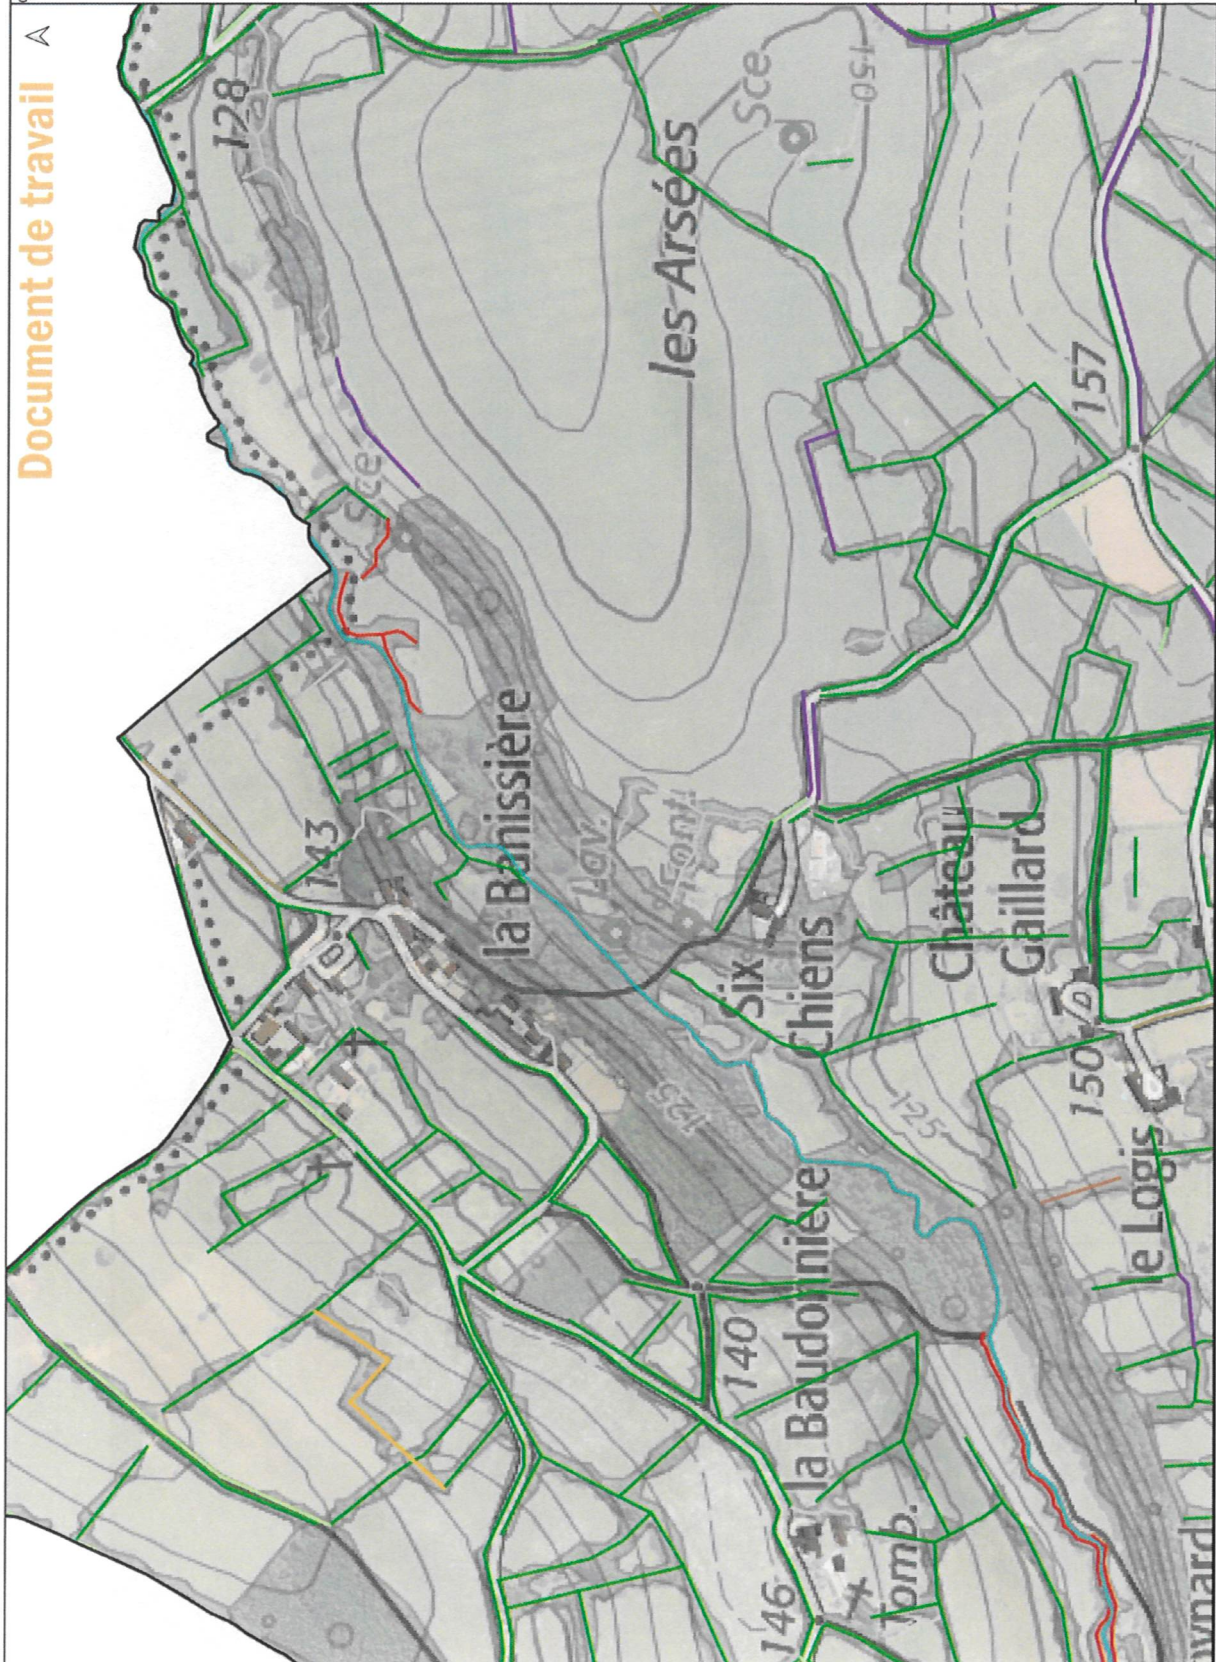 Document de travail
128
Sce
150
les Arsées
157
Sce
143
la Banissière
Lav.
Font.
Six
Chiens
Château
Gaillard
125
125
150
le Logis
140
la Baudonnière
146
Tomb.